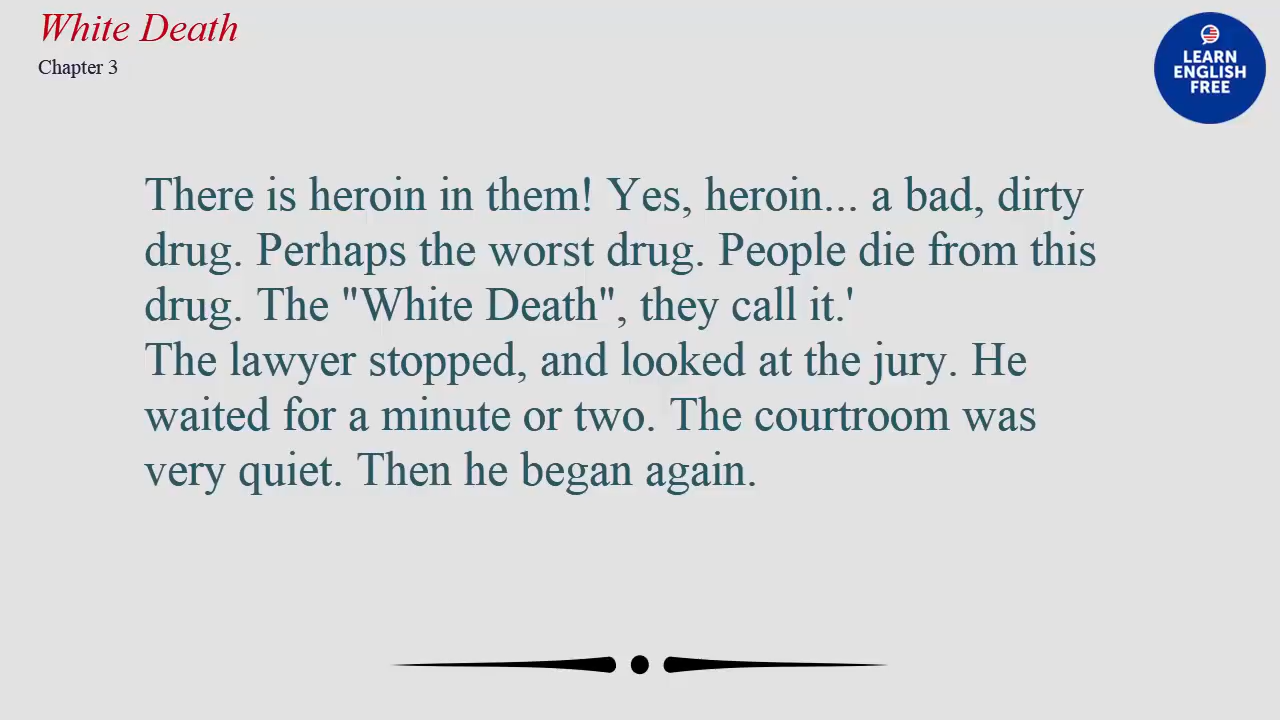 White Death
Chapter 3
LEARN
ENGLISH
FREE
There is heroin in them! Yes, heroin... a bad, dirty
drug. Perhaps the worst drug. People die from this
drug. The "White Death", they call it.'
The lawyer stopped, and looked at the jury. He
waited for a minute or two. The courtroom was
very quiet. Then he began again.